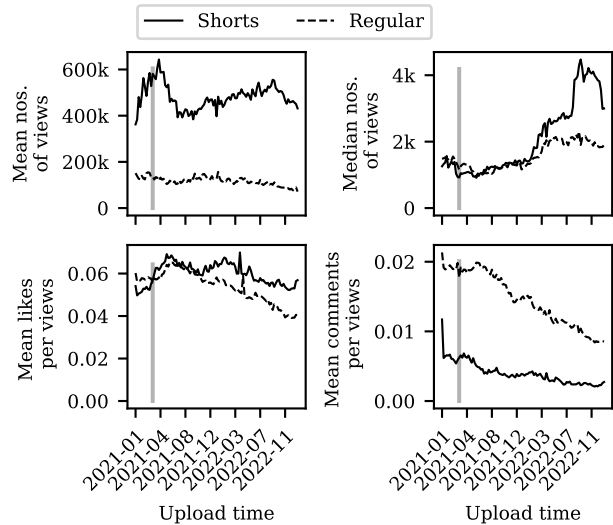 Shorts Regular
Mean nos.
of views
600k
400k
200k
0
Median nos.
of views
4k
2k
0
Mean likes
per views
0.06
0.04
0.02
0.00
Mean comments
per views
0.02
0.01
0.00
2021-01
2021-04
2021-08
2021-12
2022-03
2022-07
2022-11
Upload time
2021-01
2021-04
2021-08
2021-12
2022-03
2022-07
2022-11
Upload time